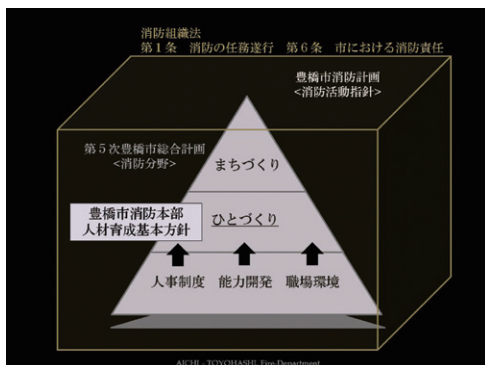 消防組織法
第1条　消防の任務遂行　第6条　市における消防責任
豊橋市消防計画
<消防活動指針>
第5次豊橋市総合計画
<消防分野>
まちづくり
豊橋市消防本部
人材育成基本方針
ひとづくり
人事制度　能力開発　職場環境
AICHI - TOYOHASHI Fire-Department